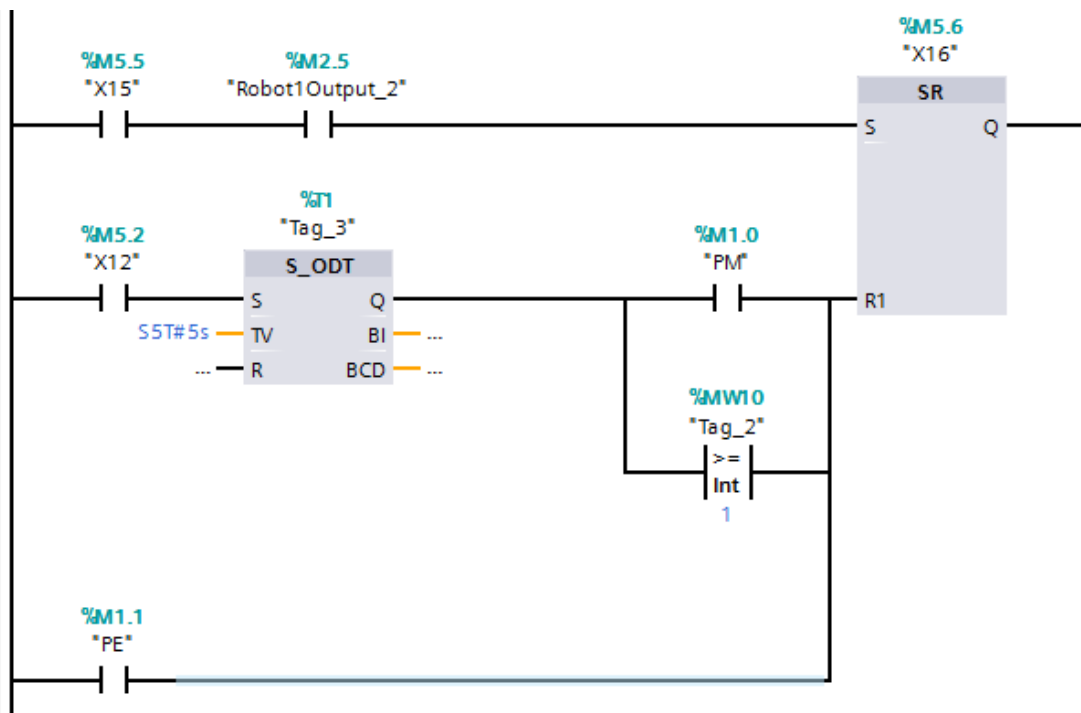 %M5.6
"X16"
%M5.5
%M2.5
"X15"
"Robot1Output_2"
SR
S
Q
%T1
"Tag_3"
%M5.2
%M1.0
"X12"
"PM"
S_ODT
S
Q
R1
S5T#5s
TV
BI
...
...
R
BCD
...
%MW10
"Tag_2"
>=
Int
1
%M1.1
"PE"